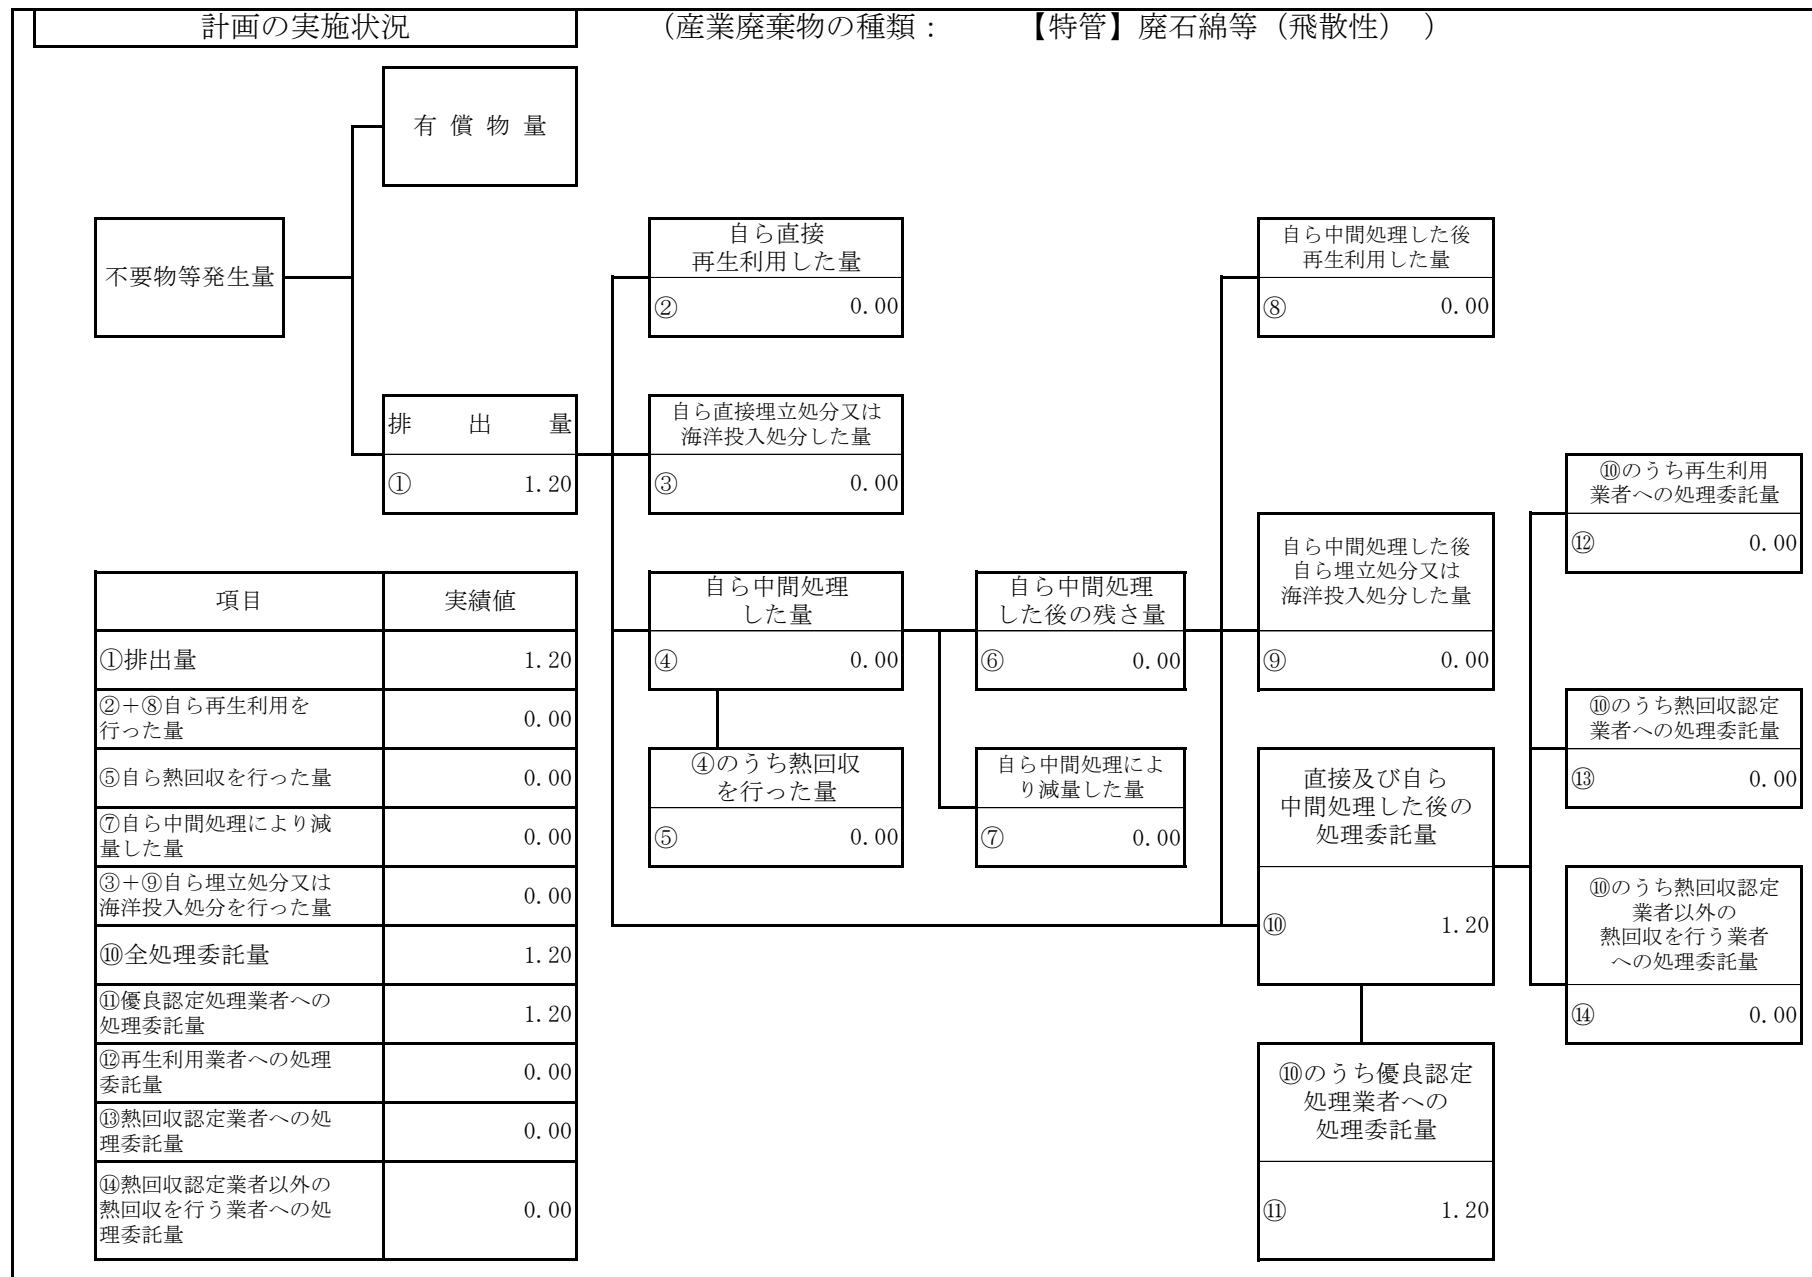 計画の実施状況
(産業廃棄物の種類： 【特管】廃石綿等（飛散性） ）
有 償 物 量
不要物等発生量
自ら直接
再生利用した量
② 0.00
自ら中間処理した後
再生利用した量
⑧ 0.00
排 出 量
① 1.20
自ら直接埋立処分又は
海洋投入処分した量
③ 0.00
⑩のうち再生利用
業者への処理委託量
⑫ 0.00
自ら中間処理
した量
④ 0.00
自ら中間処理
した後の残さ量
⑥ 0.00
自ら中間処理した後
自ら埋立処分又は
海洋投入処分した量
⑨ 0.00
④のうち熱回収
を行った量
⑤ 0.00
自ら中間処理によ
り減量した量
⑦ 0.00
直接及び自ら
中間処理した後の
処理委託量
⑩ 1.20
⑩のうち熱回収認定
業者への処理委託量
⑬ 0.00
⑩のうち熱回収認定
業者以外の
熱回収を行う業者
への処理委託量
⑭ 0.00
⑩のうち優良認定
処理業者への
処理委託量
⑪ 1.20
項目 実績値
①排出量 1.20
②＋⑧自ら再生利用を
行った量 0.00
⑤自ら熱回収を行った量 0.00
⑦自ら中間処理により減
量した量 0.00
③＋⑨自ら埋立処分又は
海洋投入処分を行った量 0.00
⑩全処理委託量 1.20
⑪優良認定処理業者への
処理委託量 1.20
⑫再生利用業者への処理
委託量 0.00
⑬熱回収認定業者への処
理委託量 0.00
⑭熱回収認定業者以外の
熱回収を行う業者への処
理委託量 0.00